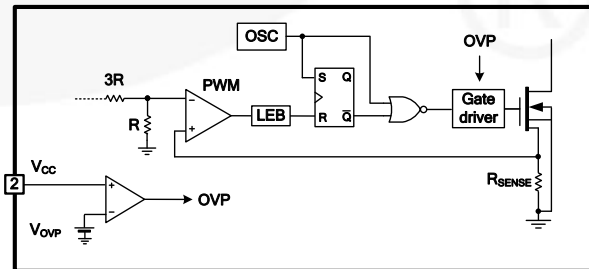 OSC
OVP
3R
PWM
S Q
Gate
driver
R
LEB
R Q̅
VCC
RSENSE
2
OVP
VOVP